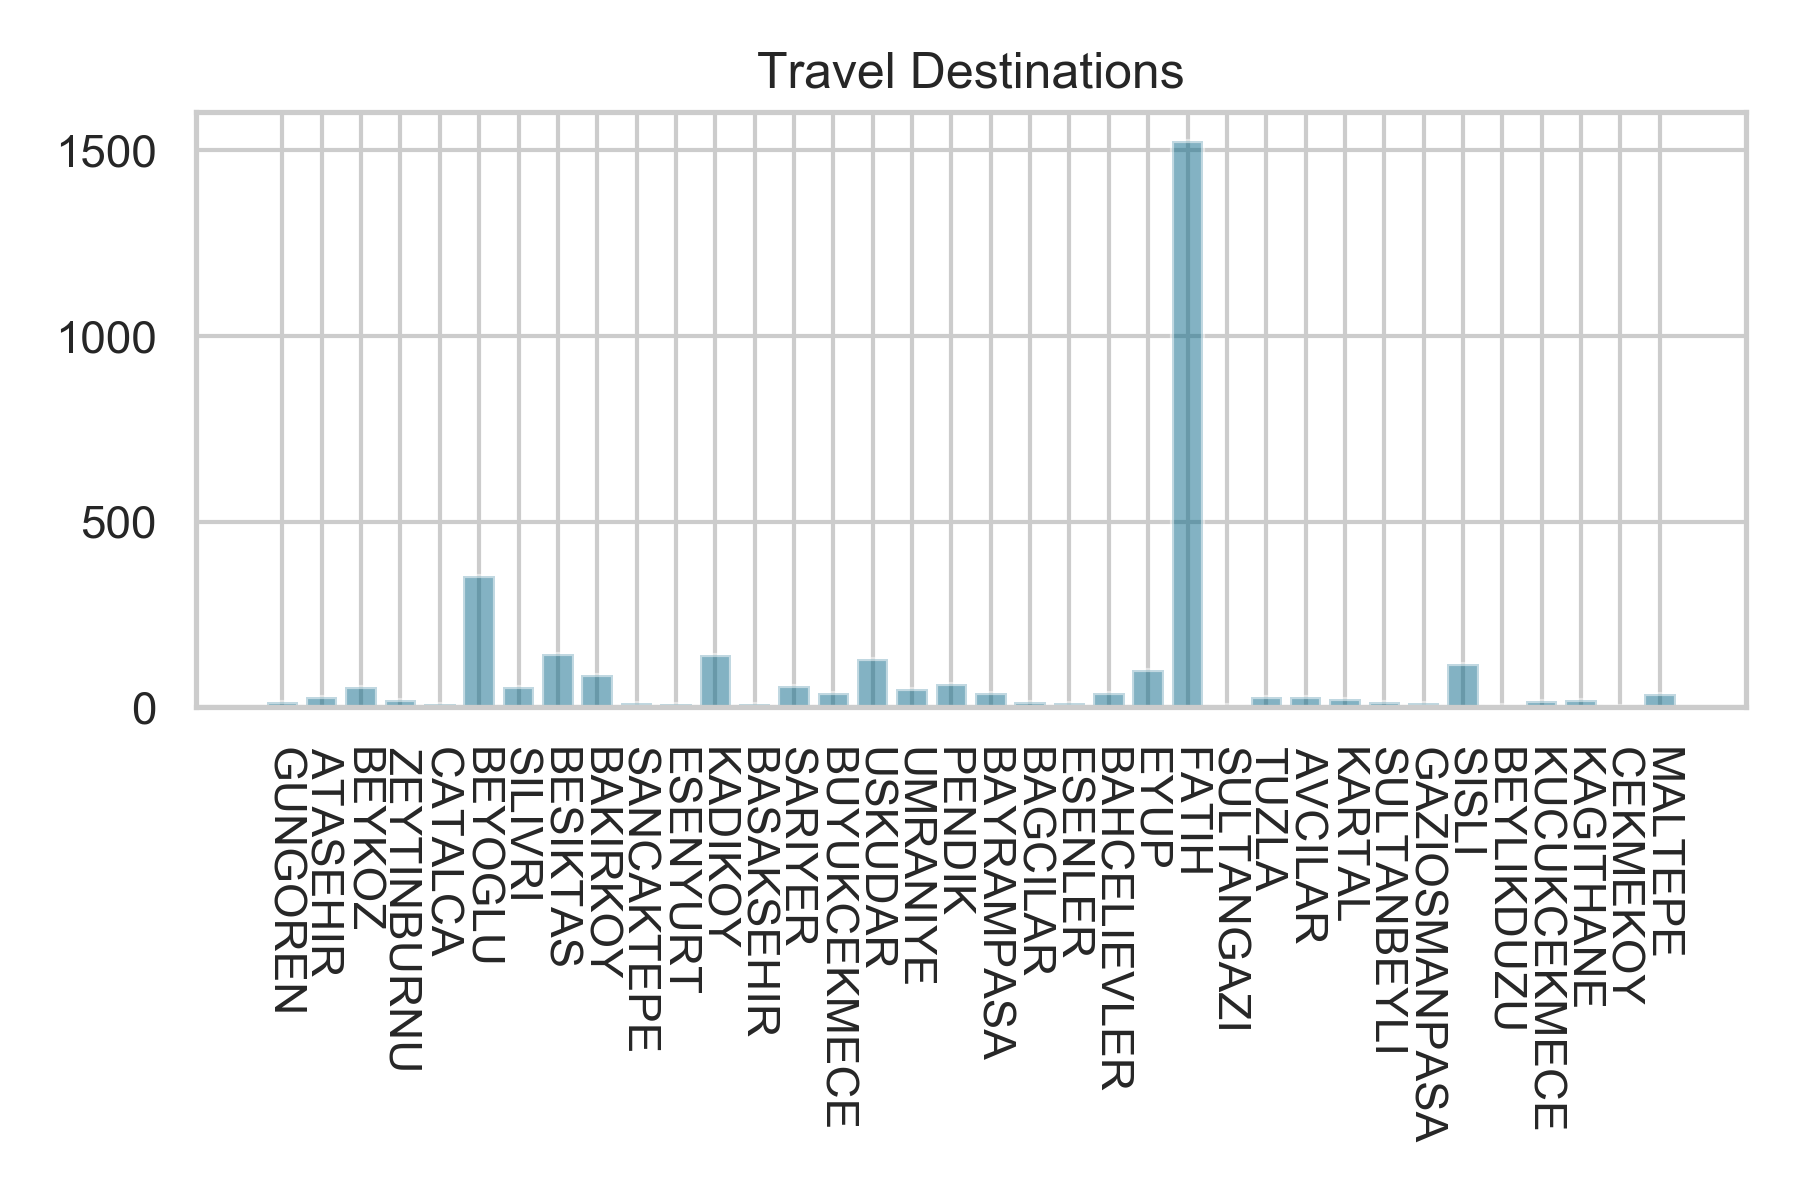 Travel Destinations
1500
1000
500
0
GUNGOREN
ATASEHIR
BEYKOZ
ZEYTINBURNU
CATALCA
BEYOGLU
SILIVRI
BESIKTAS
BAKIRKOY
SANCAKTEPE
ESENYURT
KADIKOY
BASAKSEHIR
SARIYER
BUYUKCEKMECE
USKUDAR
UMRANIYE
PENDIK
BAYRAMPASA
BAGCILAR
ESENLER
BAHCELIEVLER
EYUP
FATIH
SULTANGAZI
TUZLA
AVCILAR
KARTAL
SULTANBEYLI
GAZIOSMANPASA
SISLI
BEYLIKDUZU
KUCUKCEKMECE
KAGITHANE
CEKMEKOY
MALTEPE